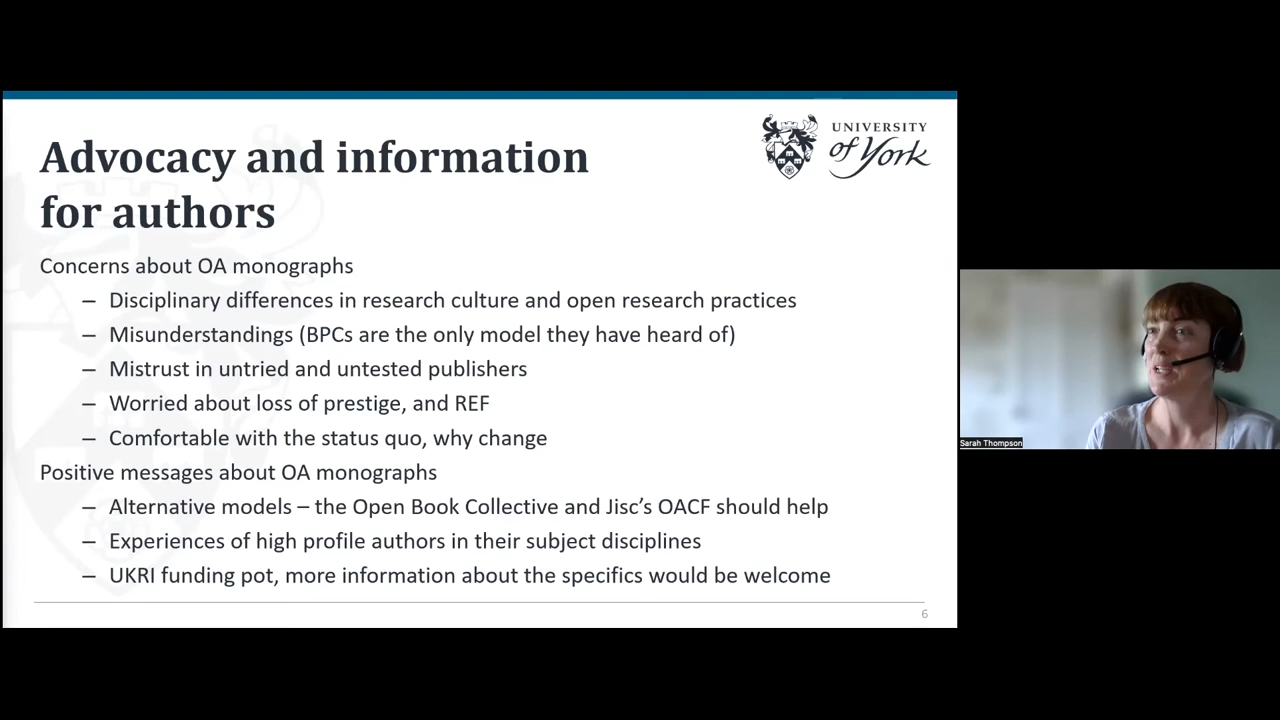 Advocacy and information
for authors
UNIVERSITY
of York
Concerns about OA monographs
– Disciplinary differences in research culture and open research practices
– Misunderstandings (BPCs are the only model they have heard of)
– Mistrust in untried and untested publishers
– Worried about loss of prestige, and REF
– Comfortable with the status quo, why change
Positive messages about OA monographs
– Alternative models – the Open Book Collective and Jisc’s OACF should help
– Experiences of high profile authors in their subject disciplines
– UKRI funding pot, more information about the specifics would be welcome
6
Sarah Thompson